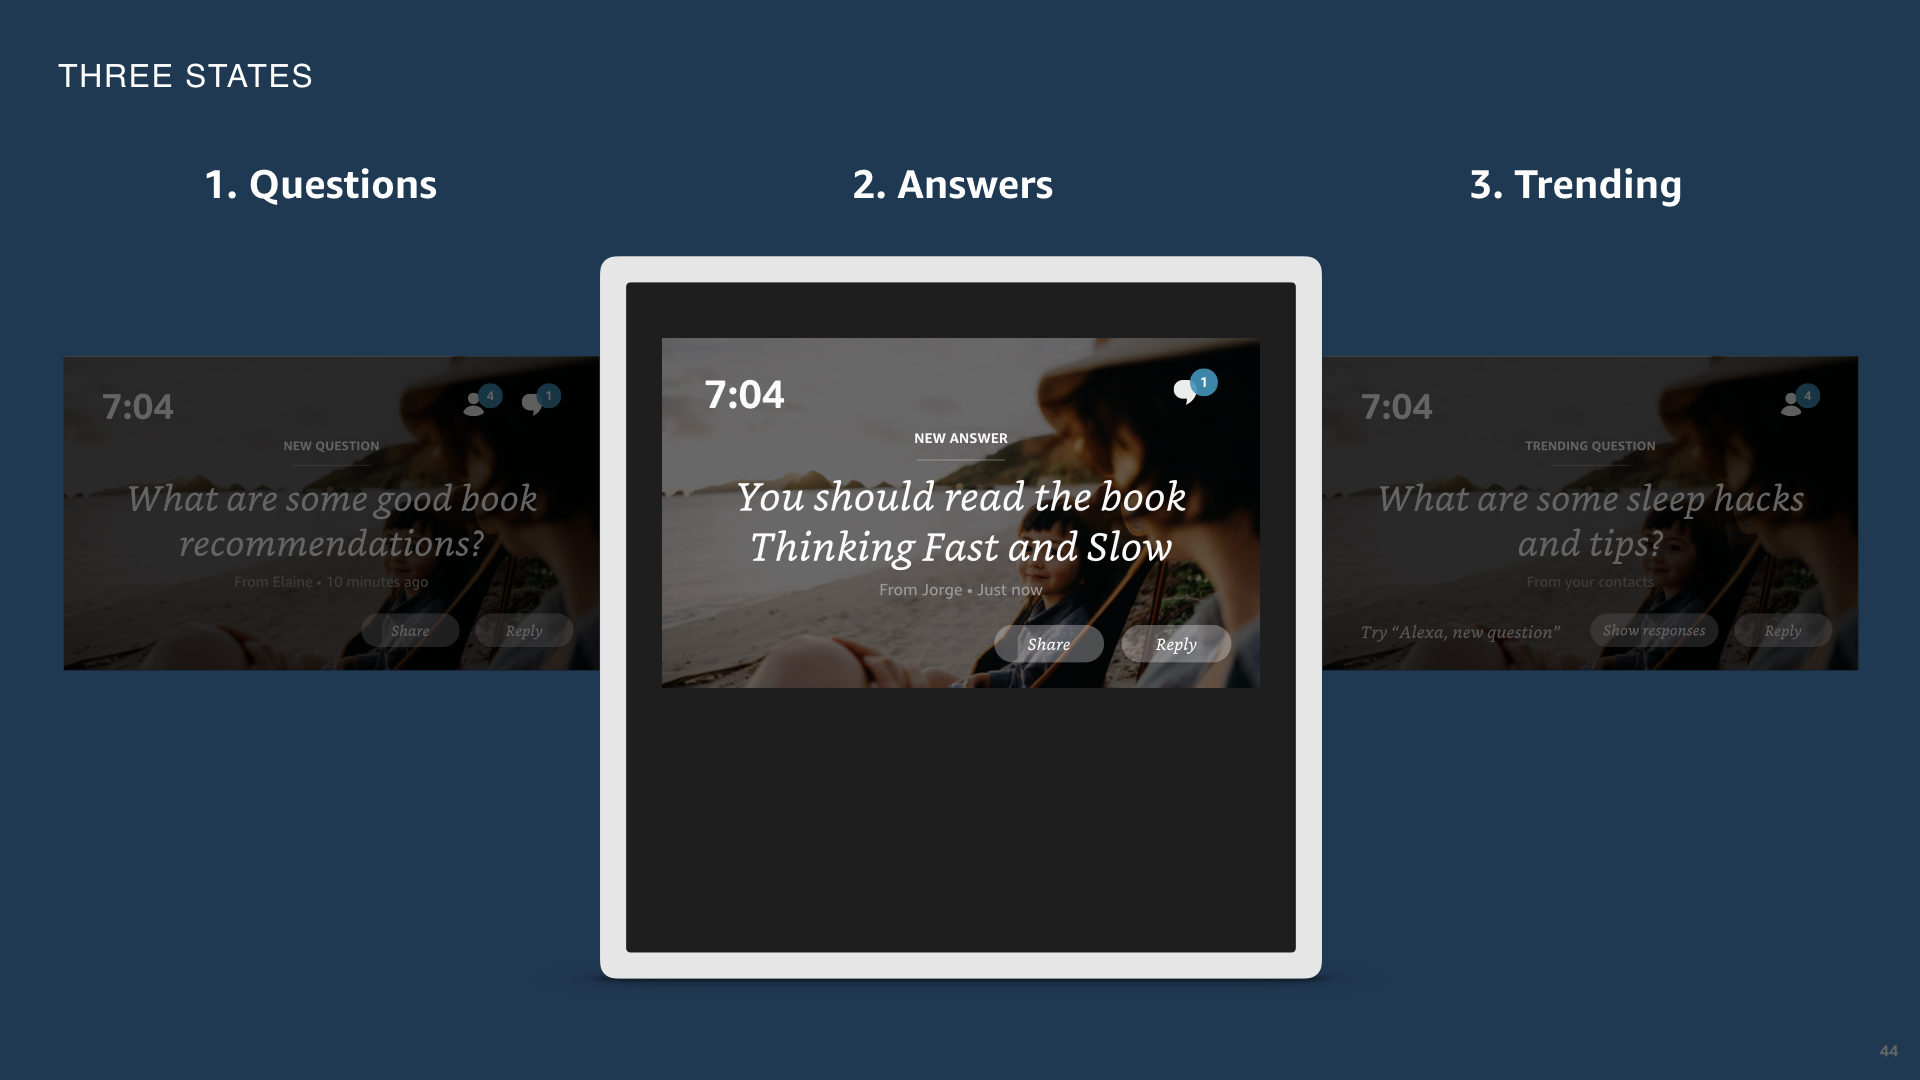 THREE STATES
1. Questions
2. Answers
3. Trending
7:04
4
1
NEW QUESTION
What are some good book
recommendations?
From Elaine • 10 minutes ago
Share
Reply
7:04
1
NEW ANSWER
You should read the book
Thinking Fast and Slow
From Jorge • Just now
Share
Reply
7:04
4
TRENDING QUESTION
What are some sleep hacks
and tips?
From your contacts
Try “Alexa, new question”
Show responses
Reply
44